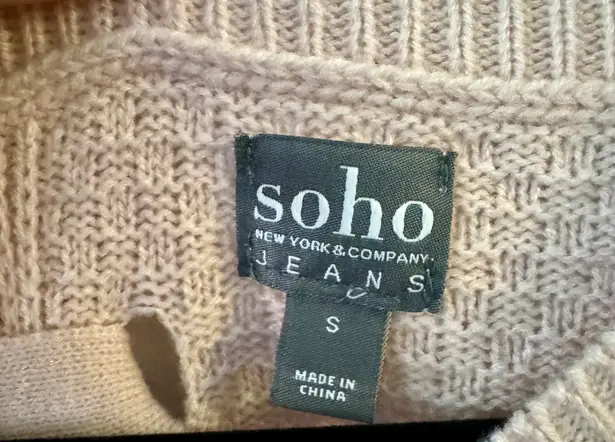 soho
NEW YORK & COMPANY
JEANS
S
MADE IN
CHINA